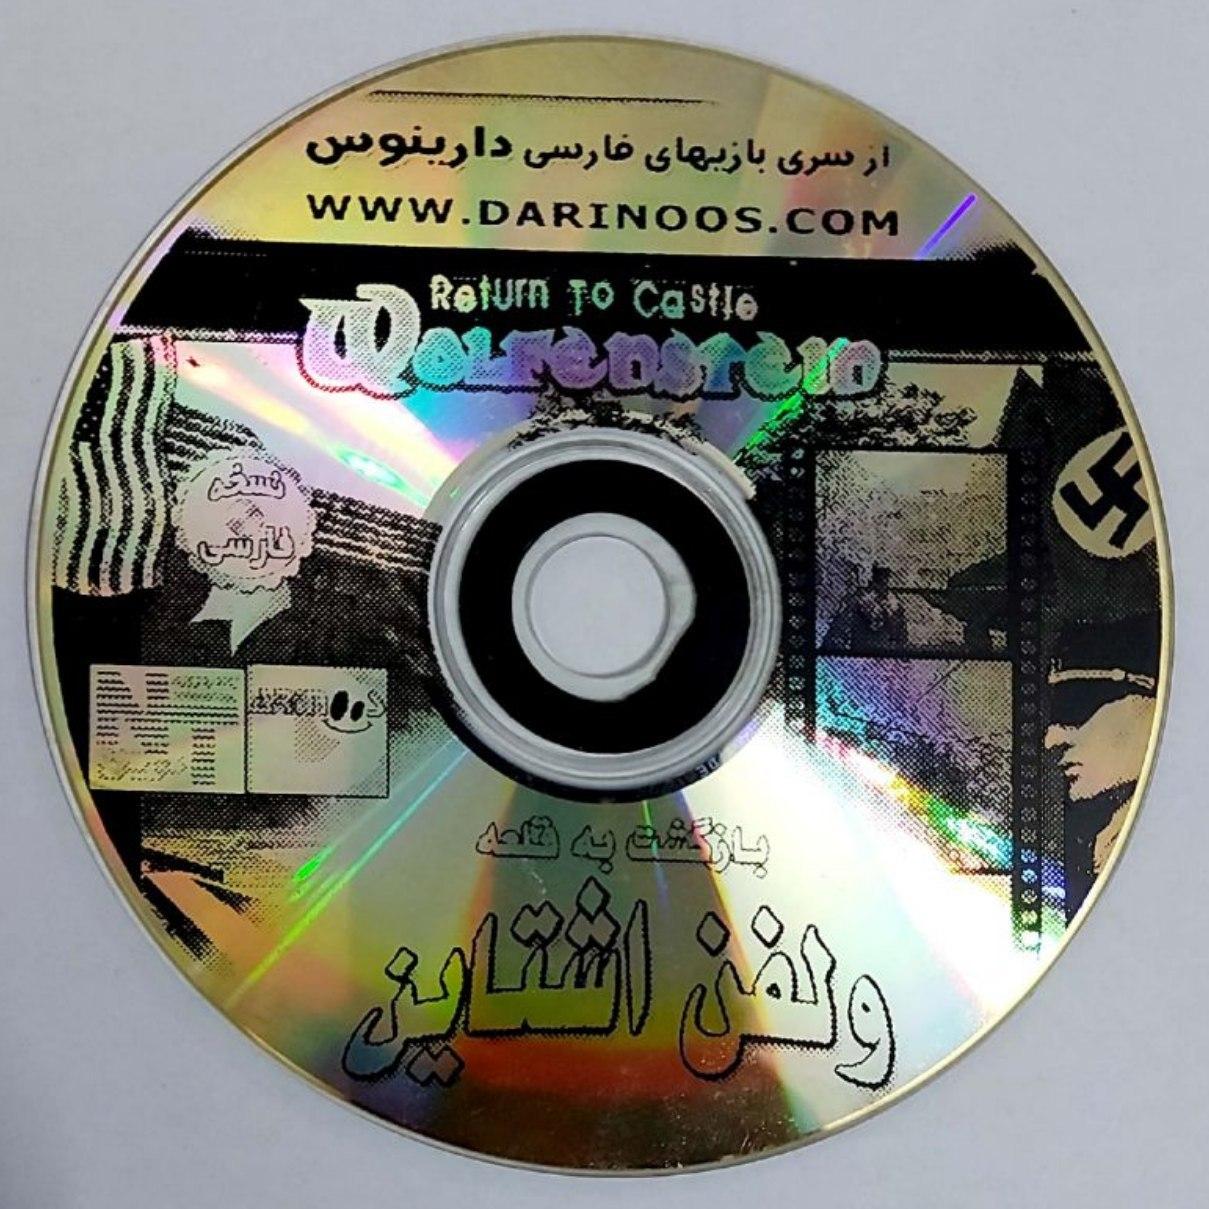 از سری بازیهای فارسی دارینوس
WWW.DARINOOS.COM
Return To Castle
Wolfenstein
نسخه
فارسی
بازگشت به قلعه
ولفن اشتاین